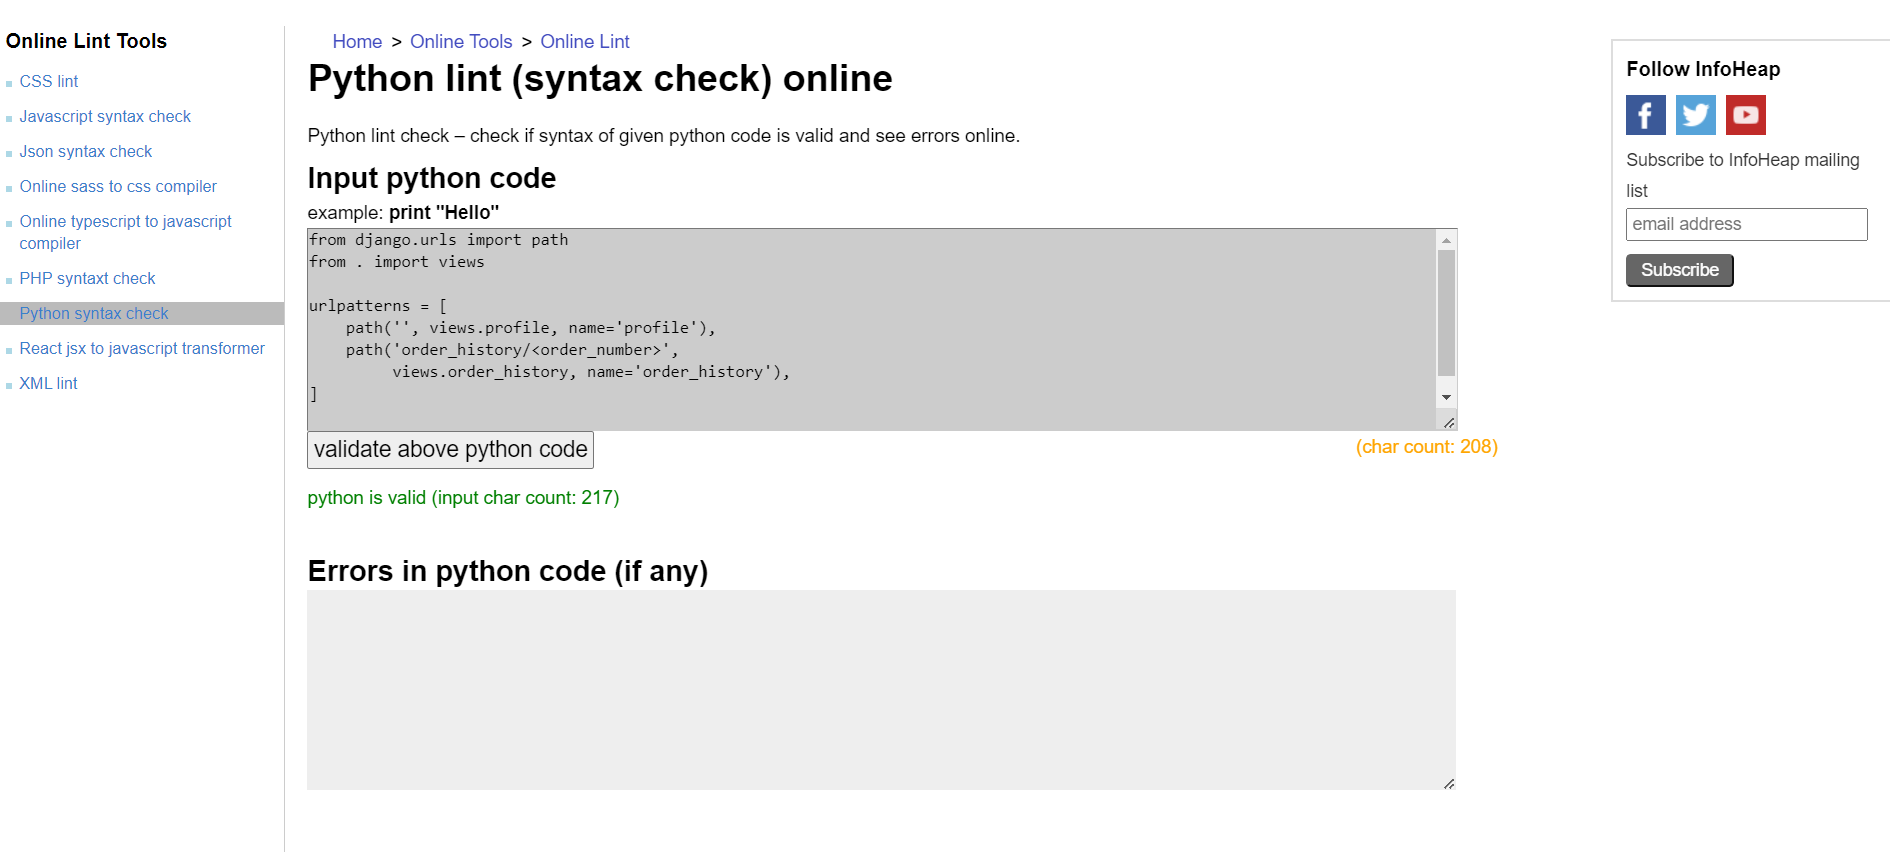 Online Lint Tools
CSS lint
Javascript syntax check
Json syntax check
Online sass to css compiler
Online typescript to javascript
compiler
PHP syntaxt check
Python syntax check
React jsx to javascript transformer
XML lint
Home > Online Tools > Online Lint
Python lint (syntax check) online
Python lint check – check if syntax of given python code is valid and see errors online.
Input python code
example: print "Hello"
from django.urls import path
from . import views

urlpatterns = [
    path('', views.profile, name='profile'),
    path('order_history/<order_number>',
         views.order_history, name='order_history'),
]
validate above python code
(char count: 208)
python is valid (input char count: 217)
Errors in python code (if any)
Follow InfoHeap
Subscribe to InfoHeap mailing
list
email address
Subscribe